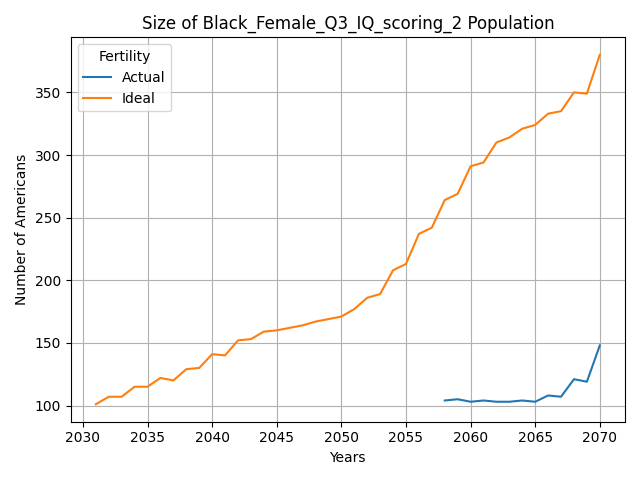 Size of Black_Female_Q3_IQ_scoring_2 Population
Fertility
Actual
Ideal
Number of Americans
350
300
250
200
150
100
2030 2035 2040 2045 2050 2055 2060 2065 2070
Years